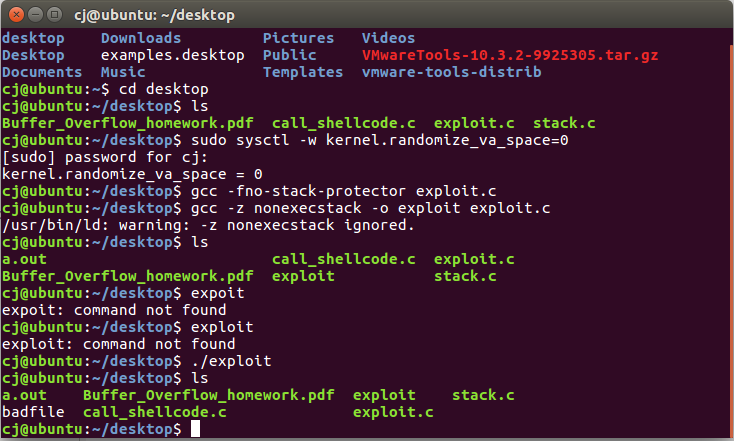 cj@ubuntu: ~/desktop
desktop    Downloads         Pictures   Videos
Desktop    examples.desktop  Public     VMwareTools-10.3.2-9925305.tar.gz
Documents  Music             Templates  vmware-tools-distrib
cj@ubuntu:~$ cd desktop
cj@ubuntu:~/desktop$ ls
Buffer_Overflow_homework.pdf  call_shellcode.c  exploit.c  stack.c
cj@ubuntu:~/desktop$ sudo sysctl -w kernel.randomize_va_space=0
[sudo] password for cj:
kernel.randomize_va_space = 0
cj@ubuntu:~/desktop$ gcc -fno-stack-protector exploit.c
cj@ubuntu:~/desktop$ gcc -z nonexecstack -o exploit exploit.c
/usr/bin/ld: warning: -z nonexecstack ignored.
cj@ubuntu:~/desktop$ ls
a.out                         call_shellcode.c  exploit.c
Buffer_Overflow_homework.pdf  exploit           stack.c
cj@ubuntu:~/desktop$ expoit
expoit: command not found
cj@ubuntu:~/desktop$ exploit
exploit: command not found
cj@ubuntu:~/desktop$ ./exploit
cj@ubuntu:~/desktop$ ls
a.out    Buffer_Overflow_homework.pdf  exploit    stack.c
badfile  call_shellcode.c              exploit.c
cj@ubuntu:~/desktop$